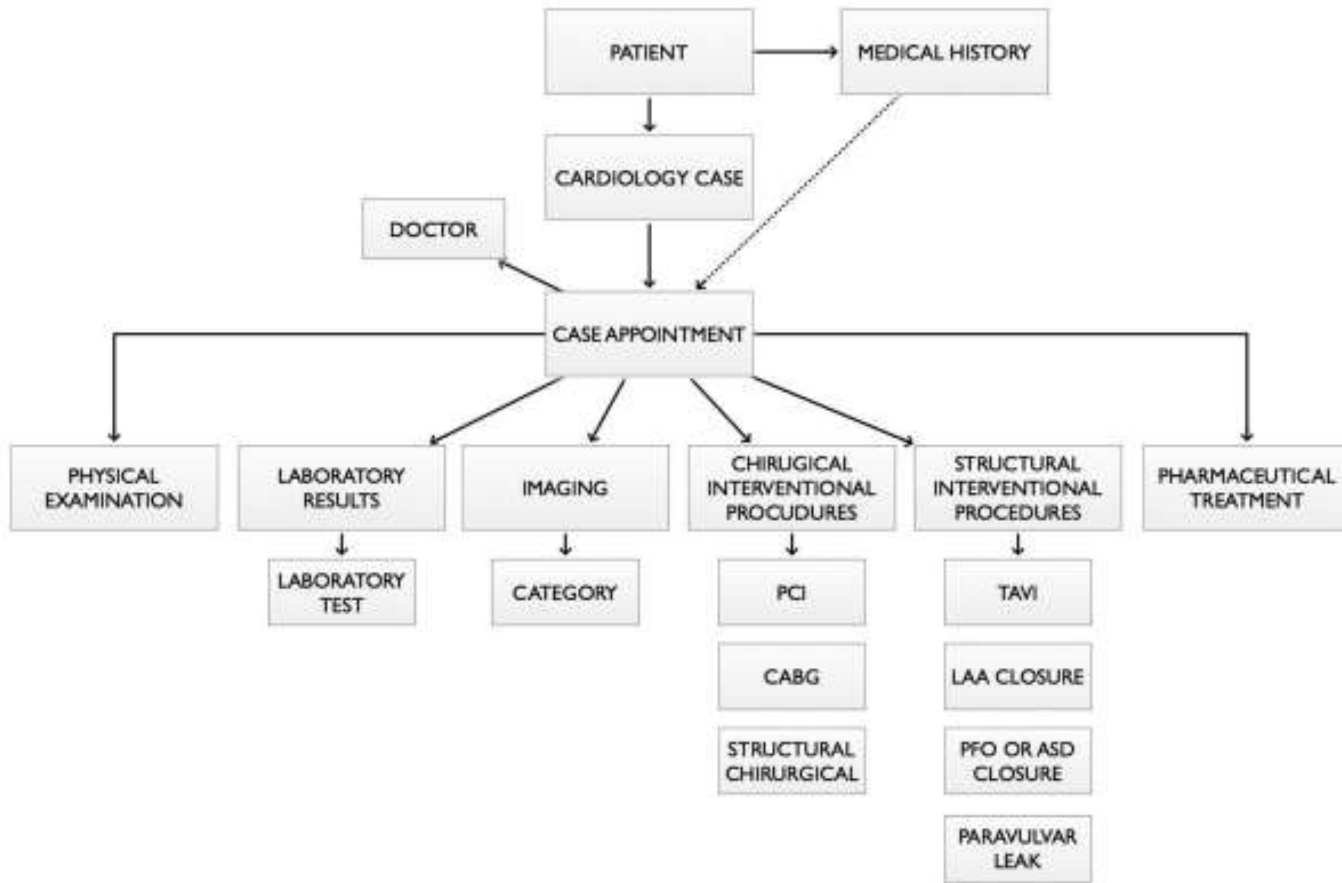 PATIENT
MEDICAL HISTORY
CARDIOLOGY CASE
DOCTOR
CASE APPOINTMENT
PHYSICAL
EXAMINATION
LABORATORY
RESULTS
IMAGING
CHIRUGICAL
INTERVENTIONAL
PROCUDURES
STRUCTURAL
INTERVENTIONAL
PROCEDURES
PHARMACEUTICAL
TREATMENT
LABORATORY
TEST
CATEGORY
PCI
TAVI
CABG
LAA CLOSURE
STRUCTURAL
CHIRURGICAL
PFO OR ASD
CLOSURE
PARAVULVAR
LEAK